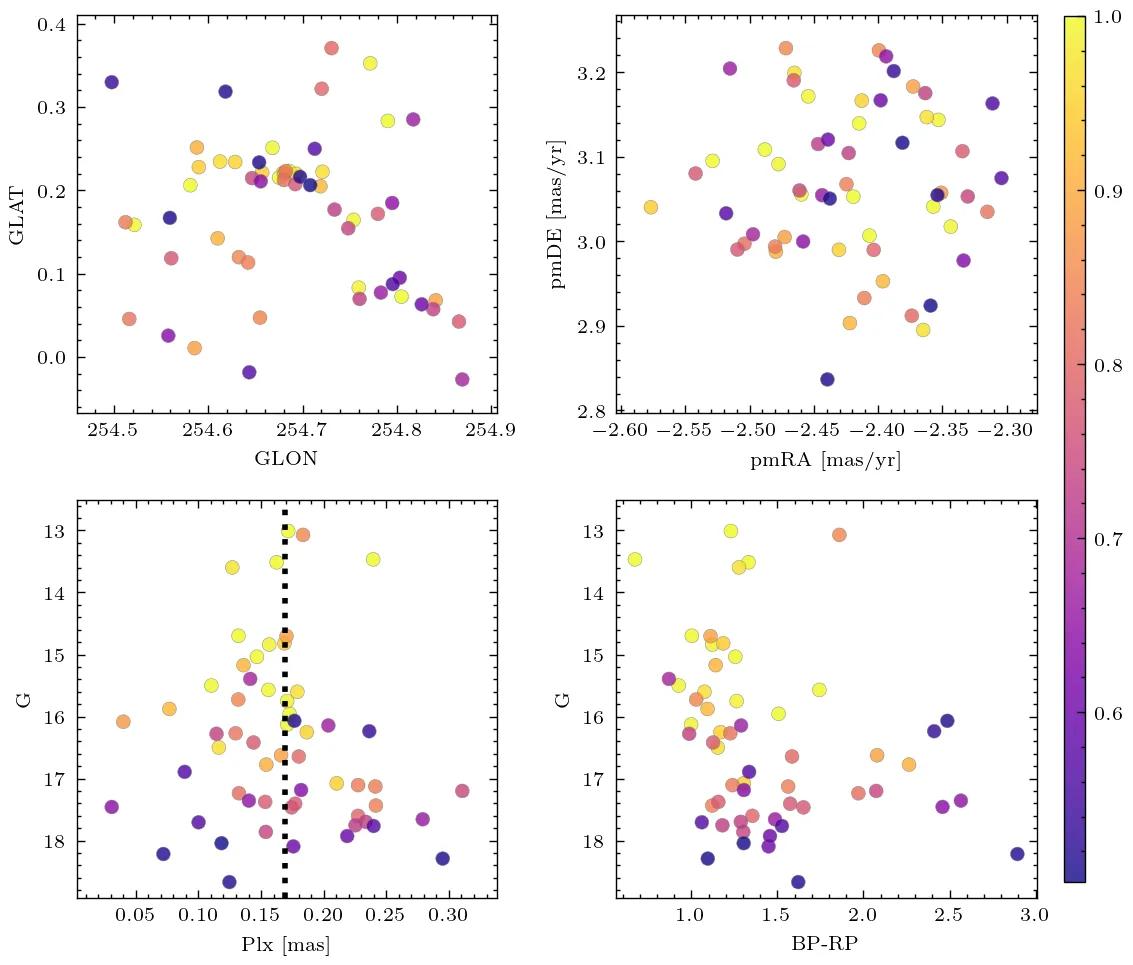 0.4
0.3
0.2
0.1
0.0
GLAT
254.5 254.6 254.7 254.8 254.9
GLON
3.2
3.1
3.0
2.9
2.8
pmDE [mas/yr]
−2.60 −2.55 −2.50 −2.45 −2.40 −2.35 −2.30
pmRA [mas/yr]
13
14
15
16
17
18
G
0.05 0.10 0.15 0.20 0.25 0.30
Plx [mas]
13
14
15
16
17
18
G
1.0 1.5 2.0 2.5 3.0
BP-RP
1.0
0.9
0.8
0.7
0.6